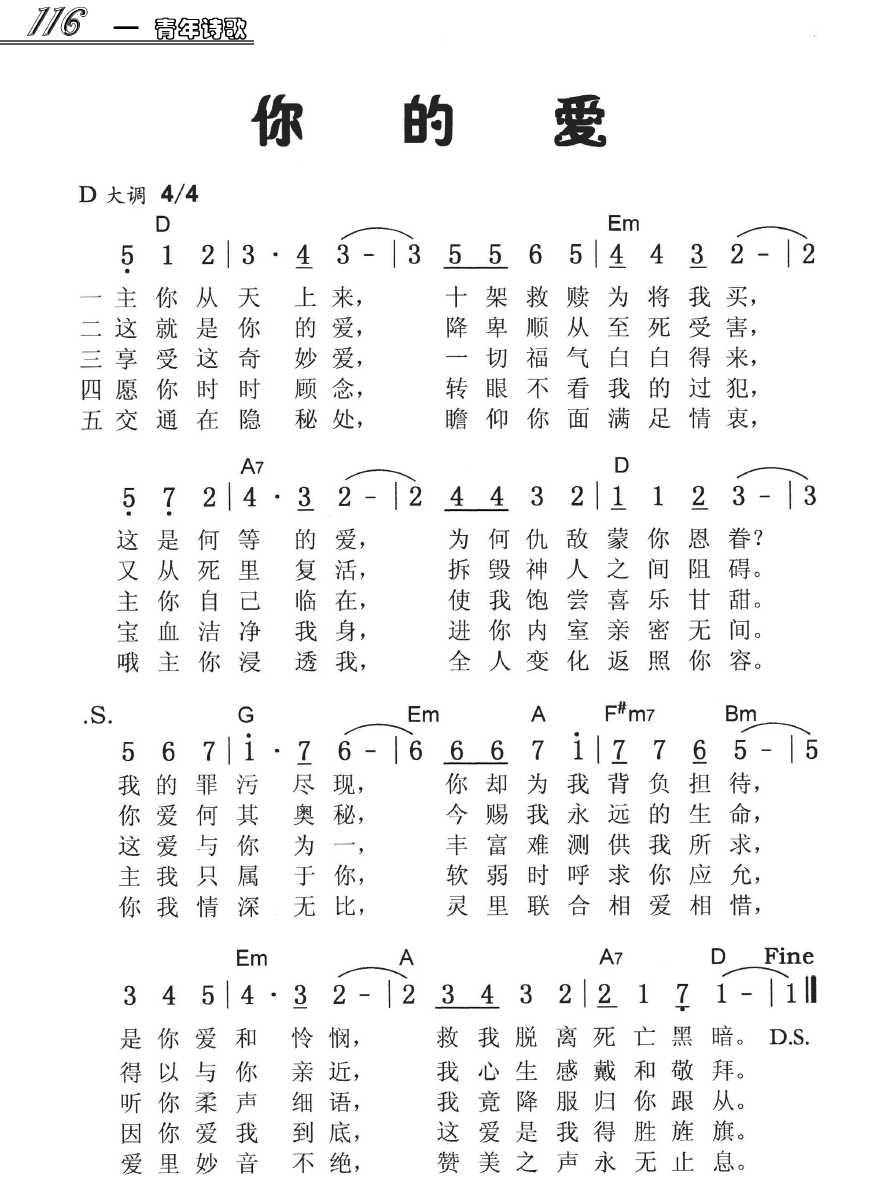 116 — 青年诗歌
你 的 爱
D 大调 4/4
D Em
5̣ 1 2 | 3 · 4 3 - | 3 5 5 6 5 | 4 4 3 2 - | 2
一 主 你 从 天 上 来， 十 架 救 赎 为 将 我 买，
二 这 就 是 你 的 爱， 降 卑 顺 从 至 死 受 害，
三 享 受 这 奇 妙 爱， 一 切 福 气 白 白 得 来，
四 愿 你 时 时 顾 念， 转 眼 不 看 我 的 过 犯，
五 交 通 在 隐 秘 处， 瞻 仰 你 面 满 足 情 衷，
A7 D
5̣ 7̣ 2 | 4 · 3 2 - | 2 4 4 3 2 | 1 1 2 3 - | 3
这 是 何 等 的 爱， 为 何 仇 敌 蒙 你 恩 眷？
又 从 死 里 复 活， 拆 毁 神 人 之 间 阻 碍。
主 你 自 己 临 在， 使 我 饱 尝 喜 乐 甘 甜。
宝 血 洁 净 我 身， 进 你 内 室 亲 密 无 间。
哦 主 你 浸 透 我， 全 人 变 化 返 照 你 容。
.S. G Em A F#m7 Bm
5 6 7 | 1̇ · 7 6 - | 6 6 6 7 1̇ | 7 7 6 5 - | 5
我 的 罪 污 尽 现， 你 却 为 我 背 负 担 待，
你 爱 何 其 奥 秘， 今 赐 我 永 远 的 生 命，
这 爱 与 你 为 一， 丰 富 难 测 供 我 所 求，
主 我 只 属 于 你， 软 弱 时 呼 求 你 应 允，
你 我 情 深 无 比， 灵 里 联 合 相 爱 相 惜，
Em A A7 D Fine
3 4 5 | 4 · 3 2 - | 2 3 4 3 2 | 2 1 7̣ 1 - | 1 ‖
是 你 爱 和 怜 悯， 救 我 脱 离 死 亡 黑 暗。 D.S.
得 以 与 你 亲 近， 我 心 生 感 戴 和 敬 拜。
听 你 柔 声 细 语， 我 竟 降 服 归 你 跟 从。
因 你 爱 我 到 底， 这 爱 是 我 得 胜 旌 旗。
爱 里 妙 音 不 绝， 赞 美 之 声 永 无 止 息。